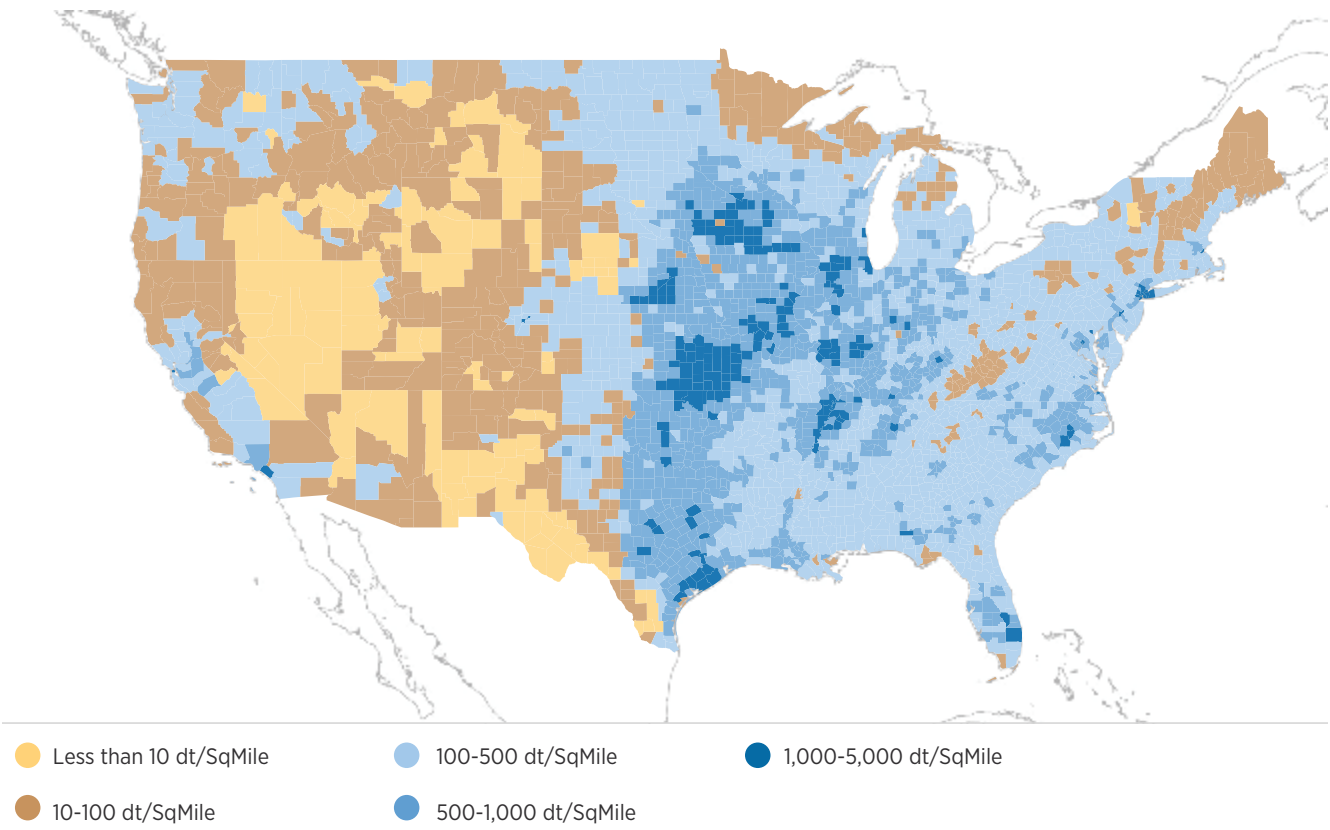 Less than 10 dt/SqMile
100-500 dt/SqMile
1,000-5,000 dt/SqMile
10-100 dt/SqMile
500-1,000 dt/SqMile